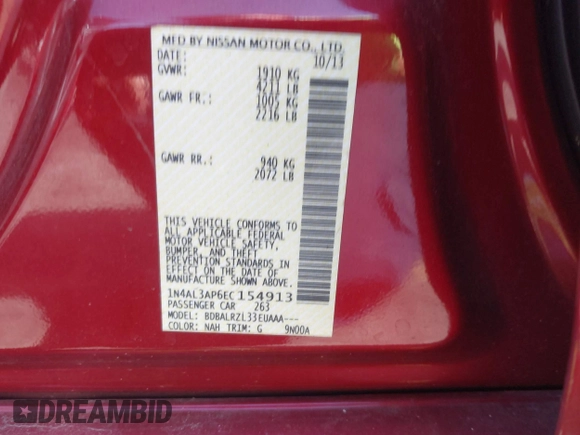 MFD BY NISSAN MOTOR CO., LTD.
DATE: 10/13
GVWR: 1910 KG
4211 LB
GAWR FR.: 1005 KG
2216 LB
GAWR RR.: 940 KG
2072 LB
THIS VEHICLE CONFORMS TO
ALL APPLICABLE FEDERAL
MOTOR VEHICLE SAFETY,
BUMPER, AND THEFT
PREVENTION STANDARDS IN
EFFECT ON THE DATE OF
MANUFACTURE SHOWN ABOVE.
1N4AL3AP6EC154913
PASSENGER CAR 263
MODEL: BDBALRZL33EUAAA---
COLOR: NAH TRIM: G 9N00A
DREAMBID